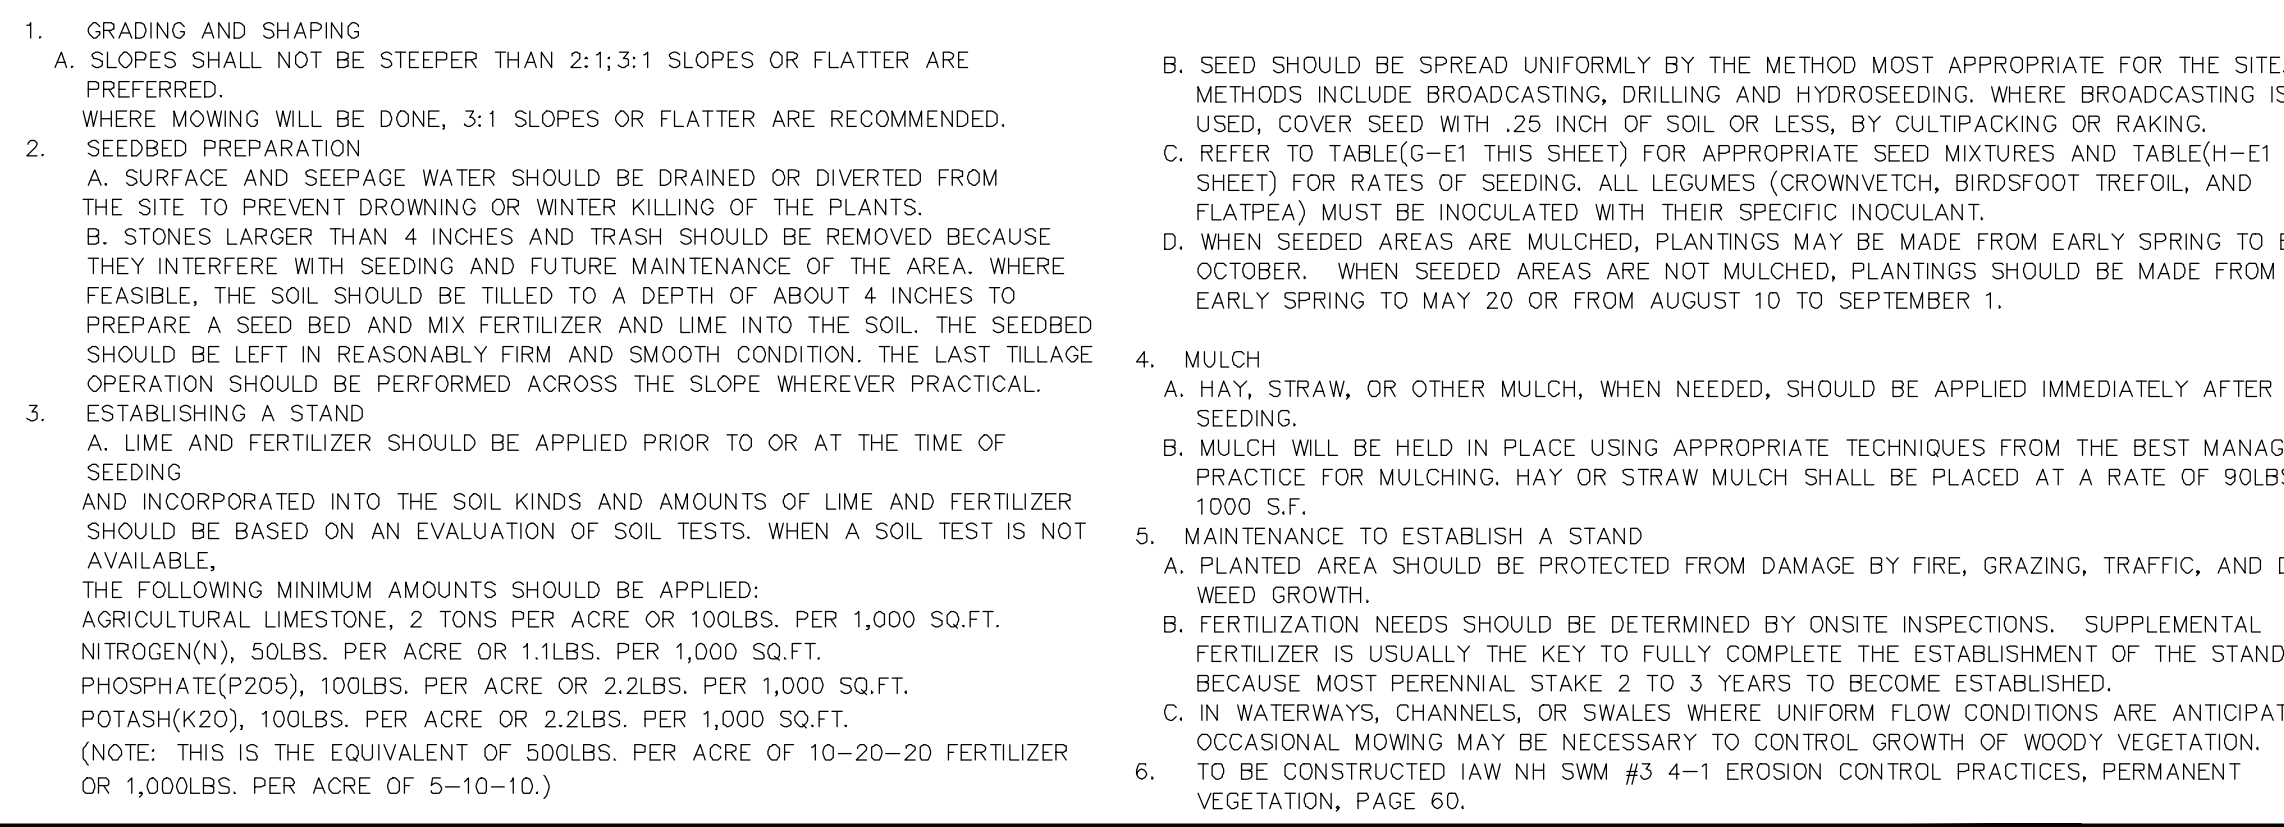 1. GRADING AND SHAPING
A. SLOPES SHALL NOT BE STEEPER THAN 2:1;3:1 SLOPES OR FLATTER ARE
PREFERRED.
WHERE MOWING WILL BE DONE, 3:1 SLOPES OR FLATTER ARE RECOMMENDED.
2. SEEDBED PREPARATION
A. SURFACE AND SEEPAGE WATER SHOULD BE DRAINED OR DIVERTED FROM
THE SITE TO PREVENT DROWNING OR WINTER KILLING OF THE PLANTS.
B. STONES LARGER THAN 4 INCHES AND TRASH SHOULD BE REMOVED BECAUSE
THEY INTERFERE WITH SEEDING AND FUTURE MAINTENANCE OF THE AREA. WHERE
FEASIBLE, THE SOIL SHOULD BE TILLED TO A DEPTH OF ABOUT 4 INCHES TO
PREPARE A SEED BED AND MIX FERTILIZER AND LIME INTO THE SOIL. THE SEEDBED
SHOULD BE LEFT IN REASONABLY FIRM AND SMOOTH CONDITION. THE LAST TILLAGE
OPERATION SHOULD BE PERFORMED ACROSS THE SLOPE WHEREVER PRACTICAL.
3. ESTABLISHING A STAND
A. LIME AND FERTILIZER SHOULD BE APPLIED PRIOR TO OR AT THE TIME OF
SEEDING
AND INCORPORATED INTO THE SOIL KINDS AND AMOUNTS OF LIME AND FERTILIZER
SHOULD BE BASED ON AN EVALUATION OF SOIL TESTS. WHEN A SOIL TEST IS NOT
AVAILABLE,
THE FOLLOWING MINIMUM AMOUNTS SHOULD BE APPLIED:
AGRICULTURAL LIMESTONE, 2 TONS PER ACRE OR 100LBS. PER 1,000 SQ.FT.
NITROGEN(N), 50LBS. PER ACRE OR 1.1LBS. PER 1,000 SQ.FT.
PHOSPHATE(P2O5), 100LBS. PER ACRE OR 2.2LBS. PER 1,000 SQ.FT.
POTASH(K2O), 100LBS. PER ACRE OR 2.2LBS. PER 1,000 SQ.FT.
(NOTE: THIS IS THE EQUIVALENT OF 500LBS. PER ACRE OF 10-20-20 FERTILIZER
OR 1,000LBS. PER ACRE OF 5-10-10.)
B. SEED SHOULD BE SPREAD UNIFORMLY BY THE METHOD MOST APPROPRIATE FOR THE SITE.
METHODS INCLUDE BROADCASTING, DRILLING AND HYDROSEEDING. WHERE BROADCASTING IS
USED, COVER SEED WITH .25 INCH OF SOIL OR LESS, BY CULTIPACKING OR RAKING.
C. REFER TO TABLE(G-E1 THIS SHEET) FOR APPROPRIATE SEED MIXTURES AND TABLE(H-E1
SHEET) FOR RATES OF SEEDING. ALL LEGUMES (CROWNVETCH, BIRDSFOOT TREFOIL, AND
FLATPEA) MUST BE INOCULATED WITH THEIR SPECIFIC INOCULANT.
D. WHEN SEEDED AREAS ARE MULCHED, PLANTINGS MAY BE MADE FROM EARLY SPRING TO
OCTOBER. WHEN SEEDED AREAS ARE NOT MULCHED, PLANTINGS SHOULD BE MADE FROM
EARLY SPRING TO MAY 20 OR FROM AUGUST 10 TO SEPTEMBER 1.
4. MULCH
A. HAY, STRAW, OR OTHER MULCH, WHEN NEEDED, SHOULD BE APPLIED IMMEDIATELY AFTER
SEEDING.
B. MULCH WILL BE HELD IN PLACE USING APPROPRIATE TECHNIQUES FROM THE BEST MANAG
PRACTICE FOR MULCHING. HAY OR STRAW MULCH SHALL BE PLACED AT A RATE OF 90LBS
1000 S.F.
5. MAINTENANCE TO ESTABLISH A STAND
A. PLANTED AREA SHOULD BE PROTECTED FROM DAMAGE BY FIRE, GRAZING, TRAFFIC, AND
WEED GROWTH.
B. FERTILIZATION NEEDS SHOULD BE DETERMINED BY ONSITE INSPECTIONS. SUPPLEMENTAL
FERTILIZER IS USUALLY THE KEY TO FULLY COMPLETE THE ESTABLISHMENT OF THE STAND
BECAUSE MOST PERENNIAL STAKE 2 TO 3 YEARS TO BECOME ESTABLISHED.
C. IN WATERWAYS, CHANNELS, OR SWALES WHERE UNIFORM FLOW CONDITIONS ARE ANTICIPAT
OCCASIONAL MOWING MAY BE NECESSARY TO CONTROL GROWTH OF WOODY VEGETATION.
6. TO BE CONSTRUCTED IAW NH SWM #3 4-1 EROSION CONTROL PRACTICES, PERMANENT
VEGETATION, PAGE 60.